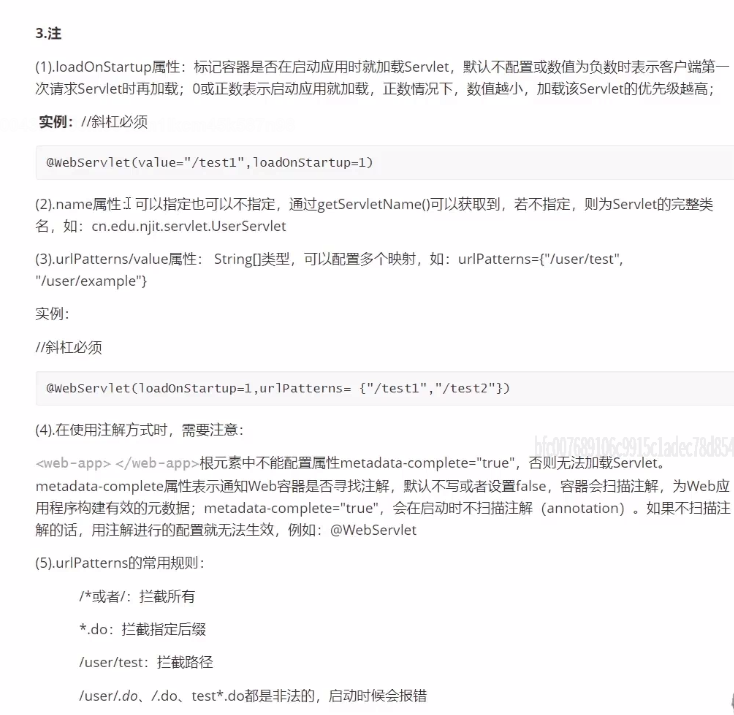 3.注
(1).loadOnStartup属性：标记容器是否在启动应用时就加载Servlet，默认不配置或数值为负数时表示客户端第一
次请求Servlet时再加载；0或正数表示启动应用就加载，正数情况下，数值越小，加载该Servlet的优先级越高；
实例：//斜杠必须
@WebServlet(value="/test1",loadOnStartup=1)
(2).name属性：可以指定也可以不指定，通过getServletName()可以获取到，若不指定，则为Servlet的完整类
名，如：cn.edu.njit.servlet.UserServlet
(3).urlPatterns/value属性： String[]类型，可以配置多个映射，如：urlPatterns={"/user/test",
"/user/example"}
实例：
//斜杠必须
@WebServlet(loadOnStartup=1,urlPatterns= {"/test1","/test2"})
(4).在使用注解方式时，需要注意：
<web-app> </web-app>根元素中不能配置属性metadata-complete="true"，否则无法加载Servlet。
metadata-complete属性表示通知Web容器是否寻找注解，默认不写或者设置false，容器会扫描注解，为Web应
用程序构建有效的元数据；metadata-complete="true"，会在启动时不扫描注解（annotation）。如果不扫描注
解的话，用注解进行的配置就无法生效，例如：@WebServlet
(5).urlPatterns的常用规则：
/*或者/：拦截所有
*.do：拦截指定后缀
/user/test：拦截路径
/user/.do、/.do、test*.do都是非法的，启动时候会报错